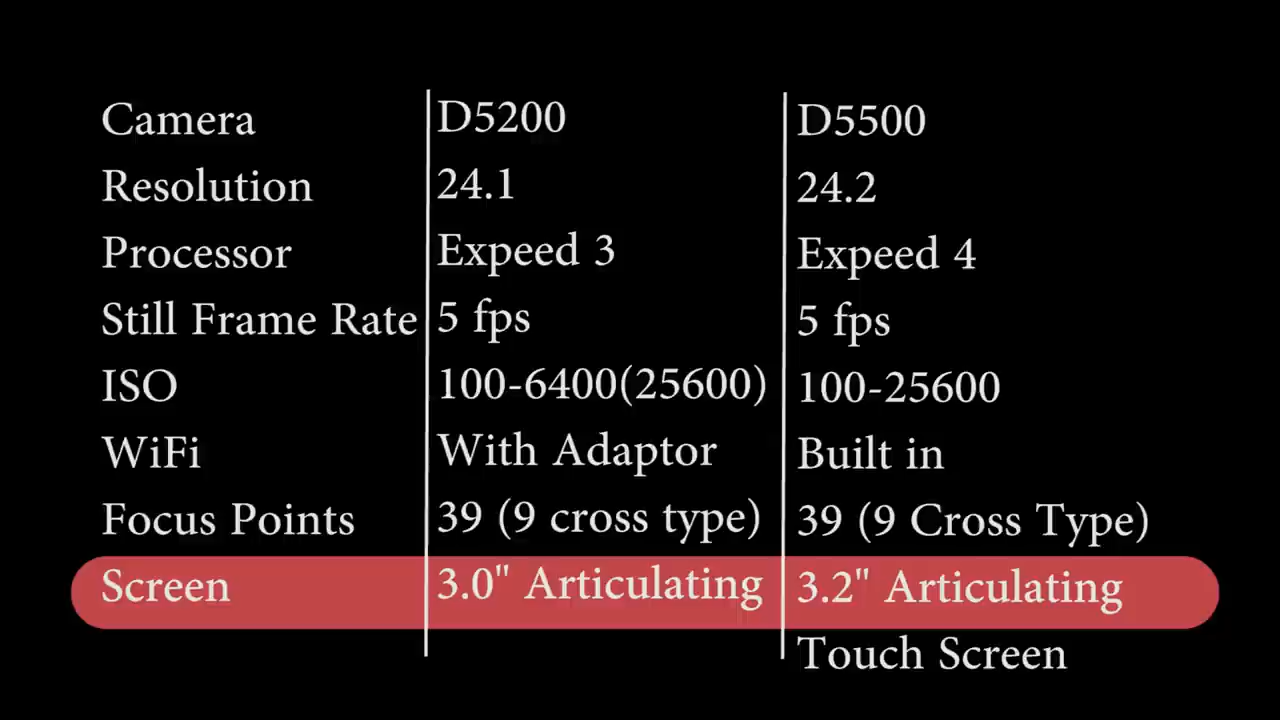 Camera D5200 D5500
Resolution 24.1 24.2
Processor Expeed 3 Expeed 4
Still Frame Rate 5 fps 5 fps
ISO 100-6400(25600) 100-25600
WiFi With Adaptor Built in
Focus Points 39 (9 cross type) 39 (9 Cross Type)
Screen 3.0" Articulating 3.2" Articulating
Touch Screen